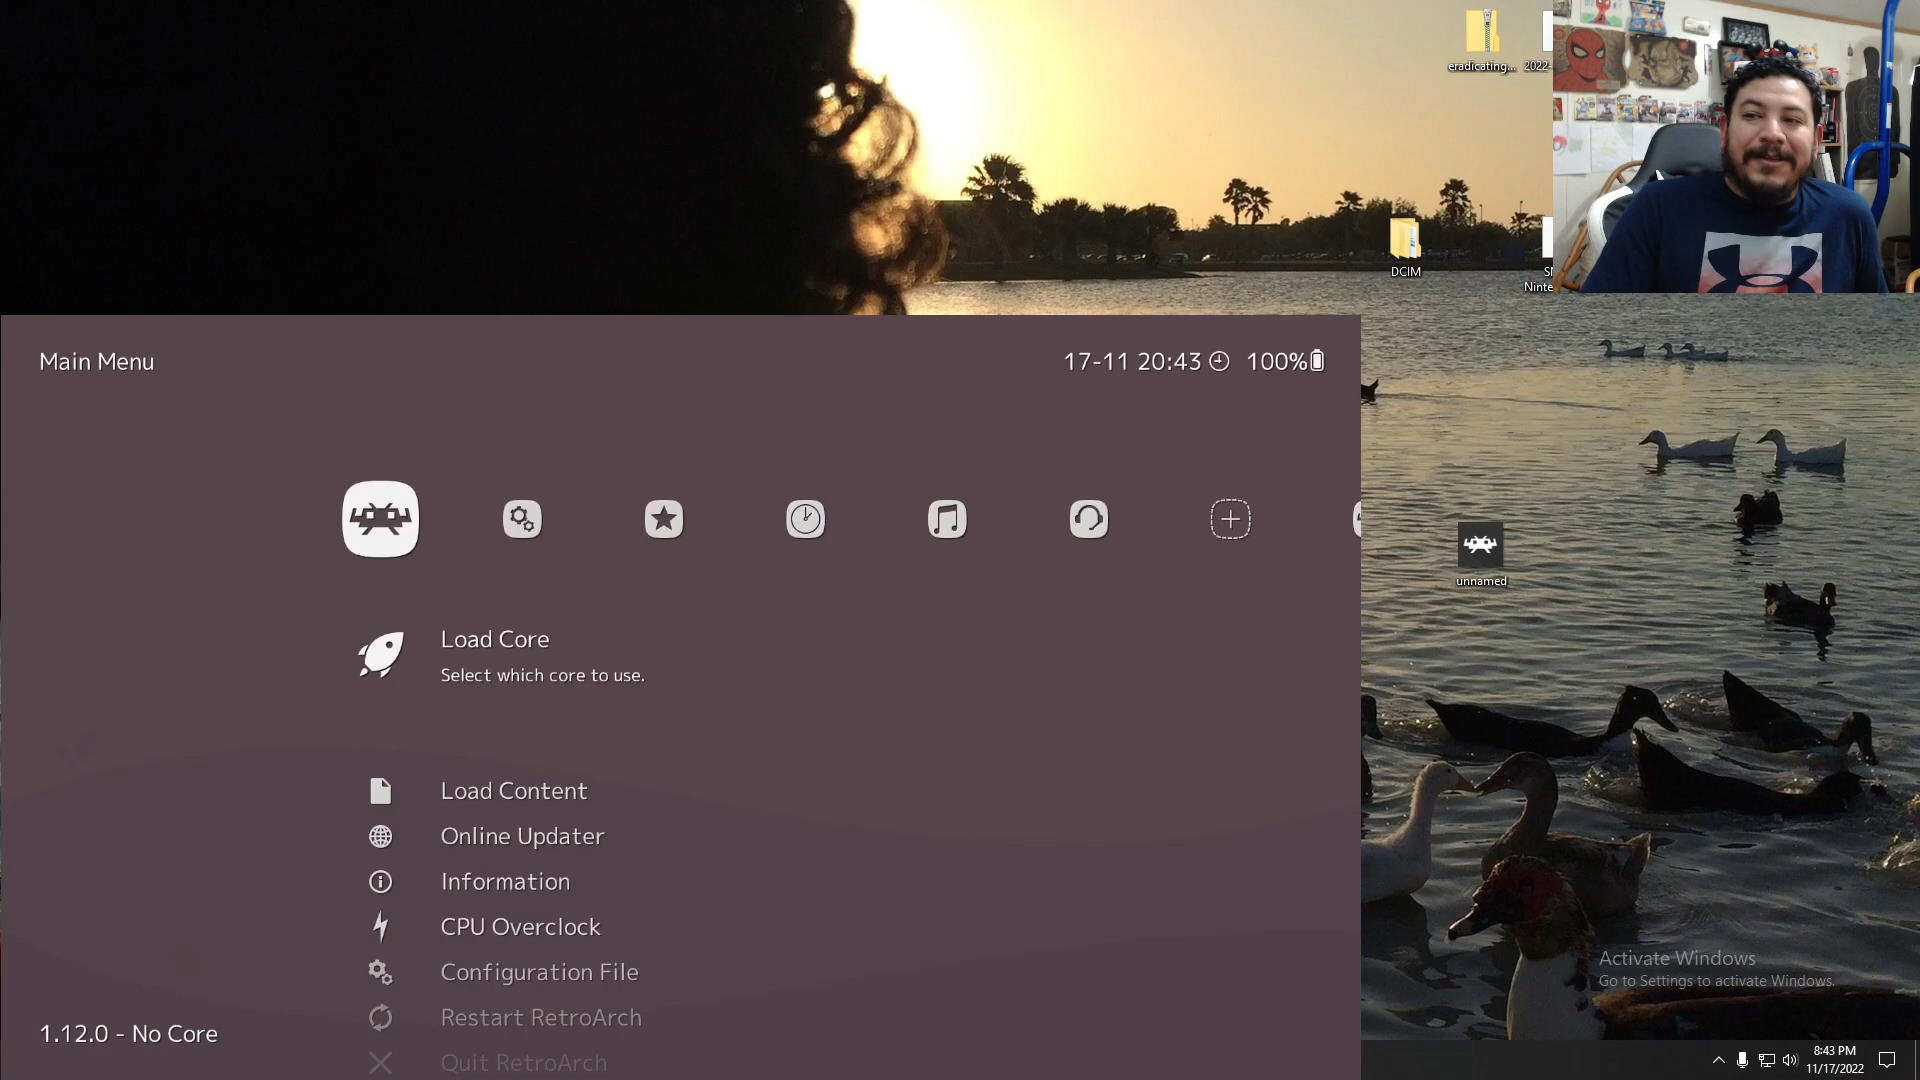 eradicating...
2022-
DCIM
Ninte
Main Menu
17-11 20:43 100%
Load Core
Select which core to use.
unnamed
Load Content
Online Updater
Information
CPU Overclock
Configuration File
Restart RetroArch
Quit RetroArch
1.12.0 - No Core
Activate Windows
Go to Settings to activate Windows.
8:43 PM
11/17/2022